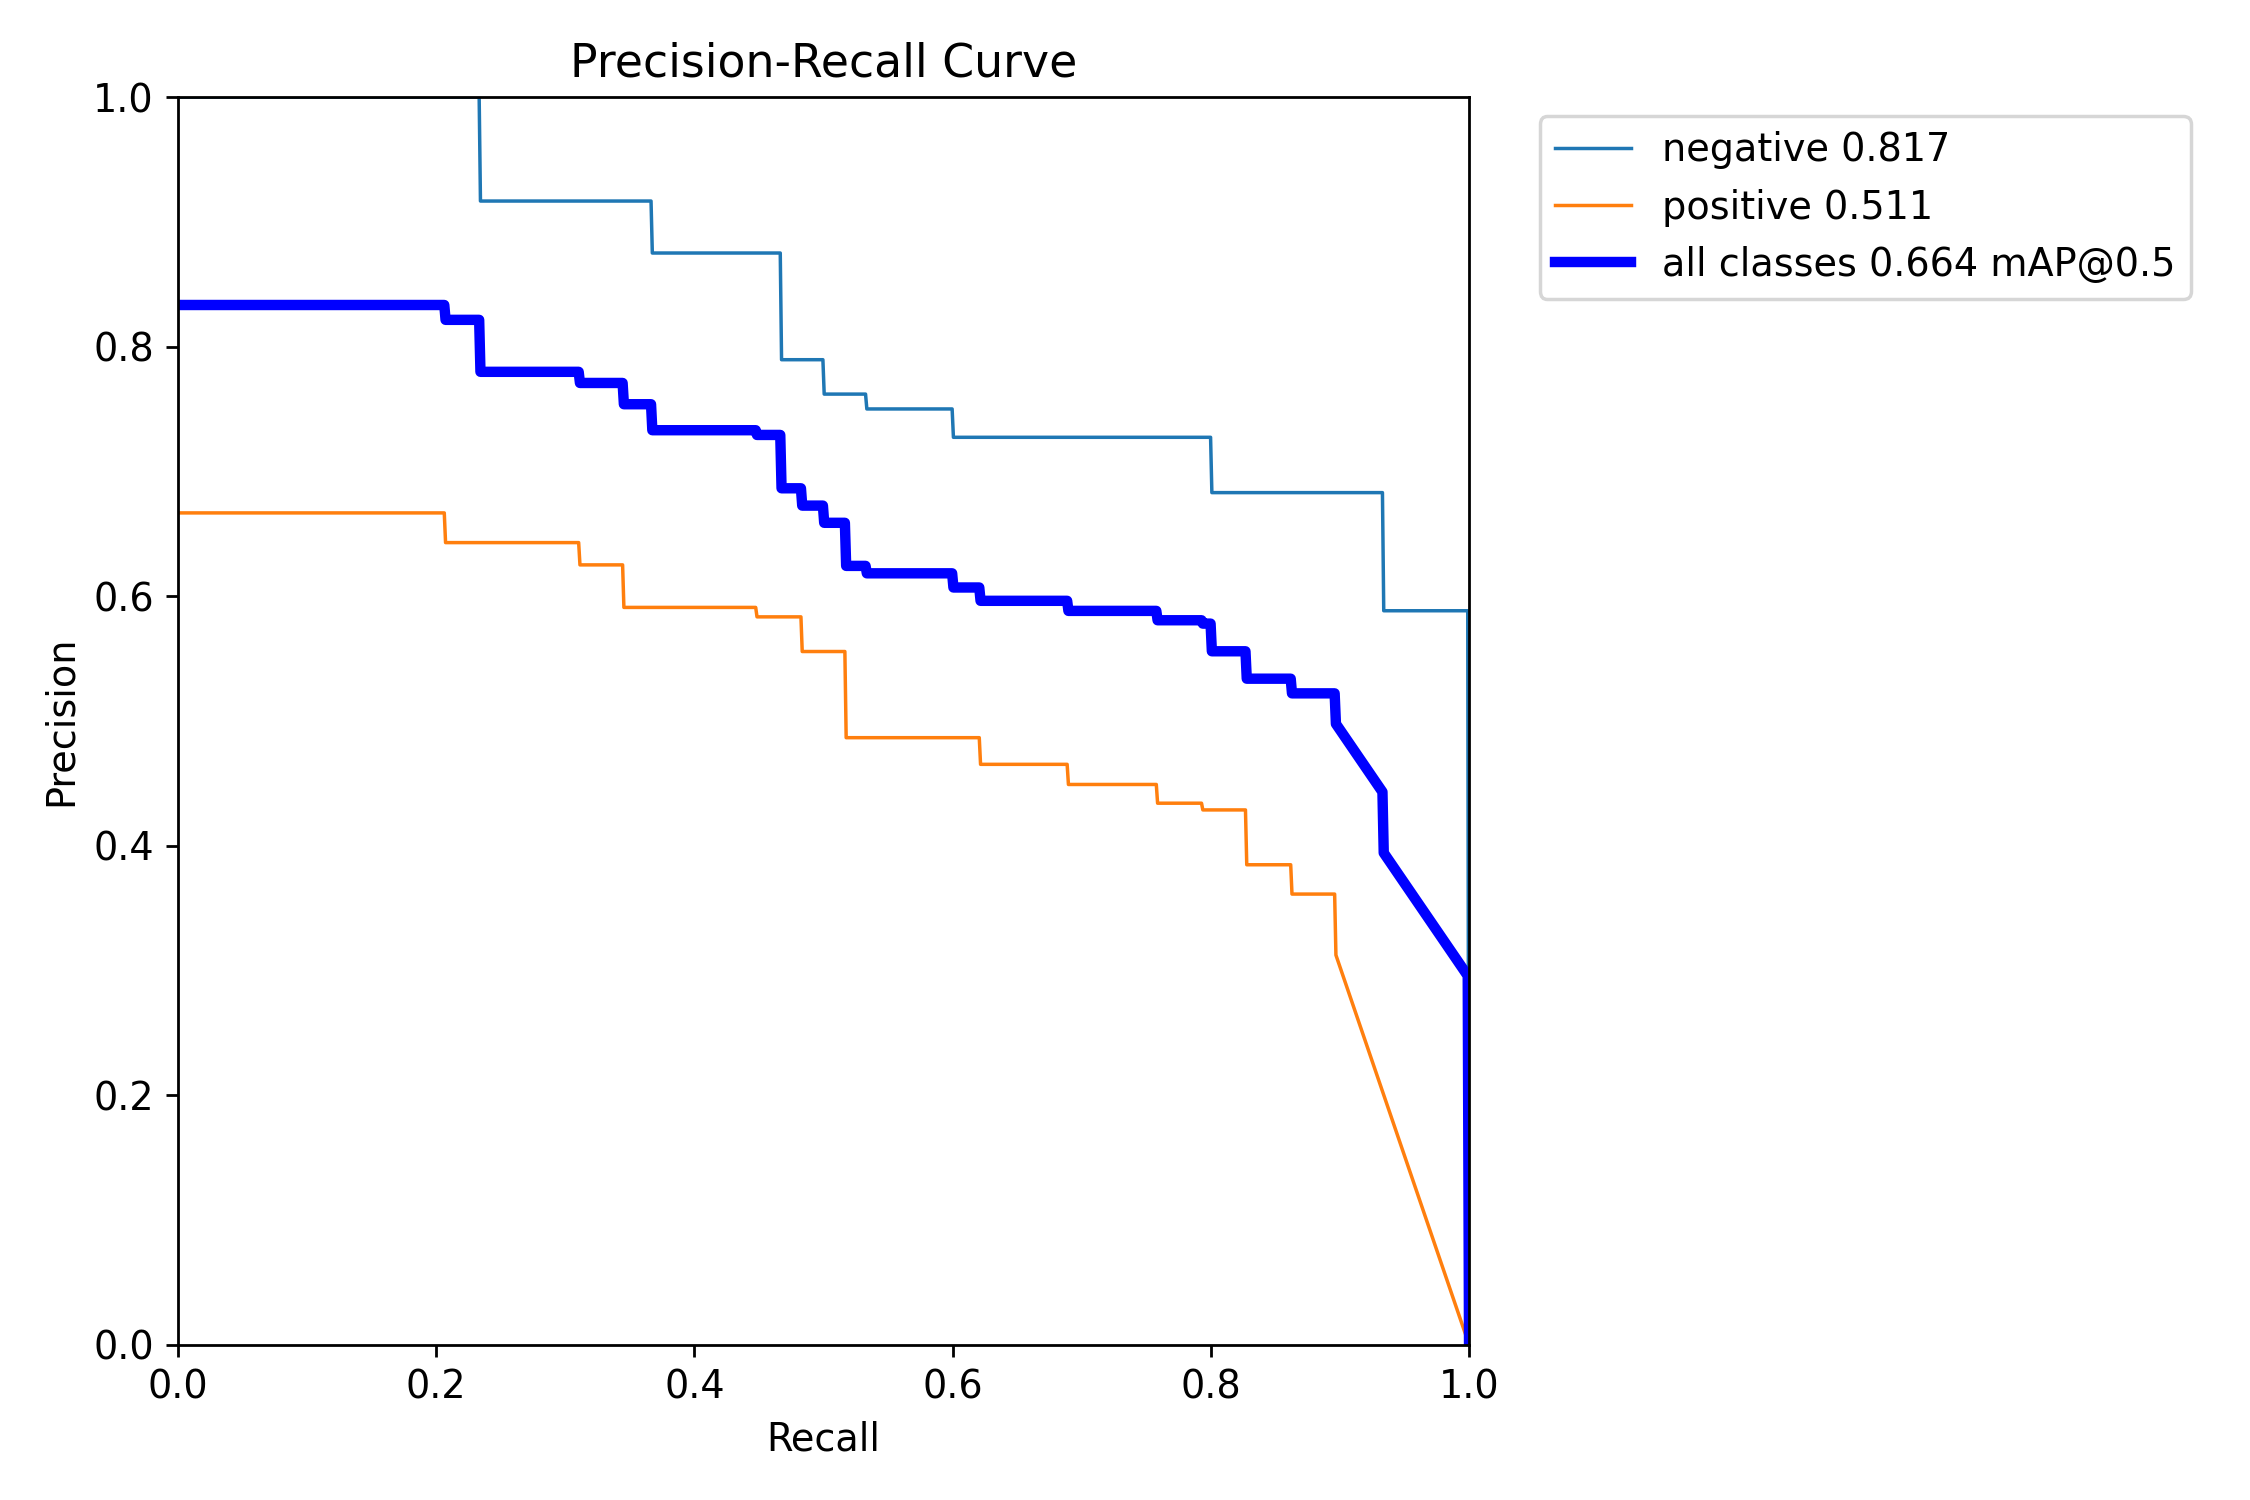 Precision-Recall Curve
1.0
0.8
0.6
0.4
0.2
0.0
Precision
0.0 0.2 0.4 0.6 0.8 1.0
Recall
negative 0.817
positive 0.511
all classes 0.664 mAP@0.5